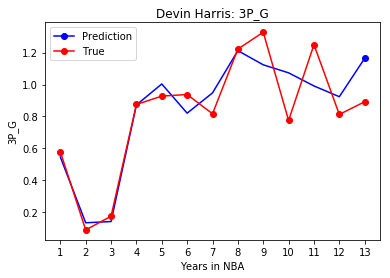 Devin Harris: 3P_G
Prediction
True
3P_G
1.2
1.0
0.8
0.6
0.4
0.2
1 2 3 4 5 6 7 8 9 10 11 12 13
Years in NBA